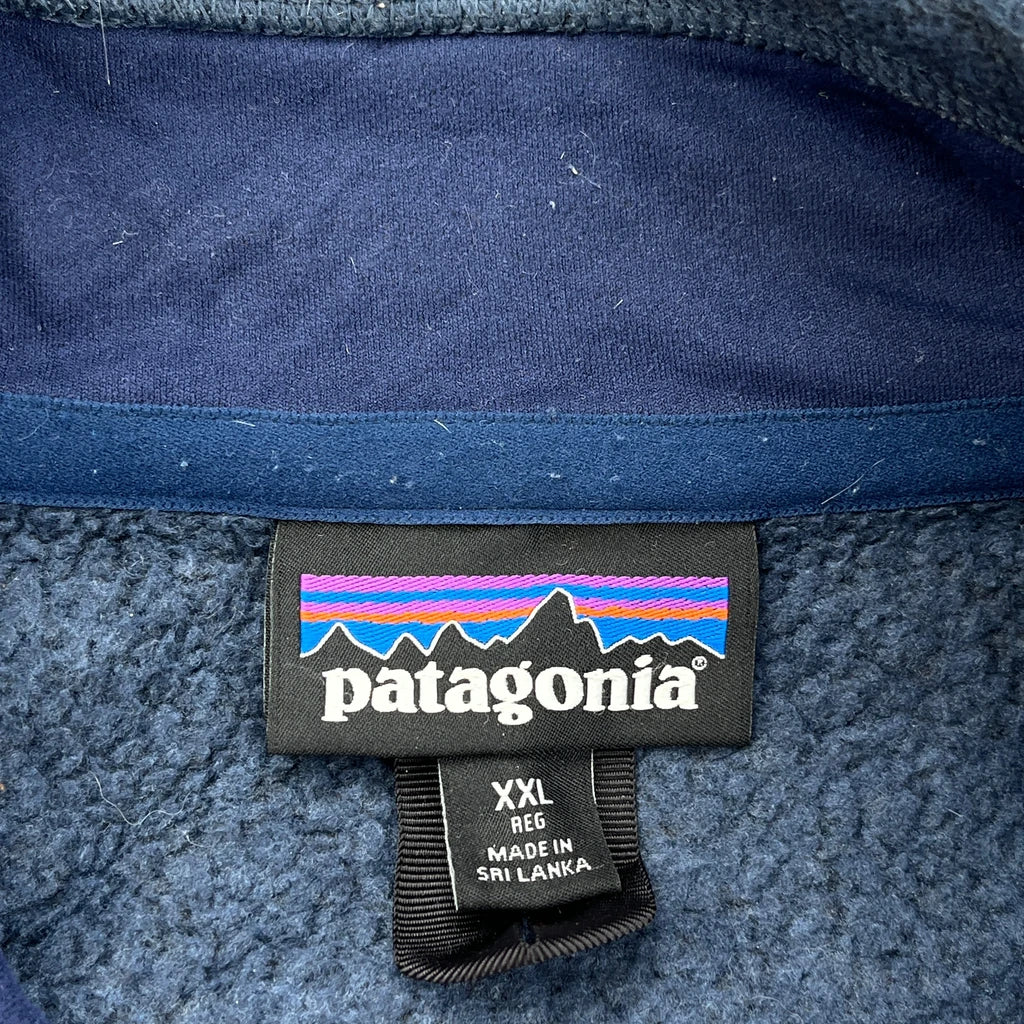 patagonia®
XXL
REG
MADE IN
SRI LANKA